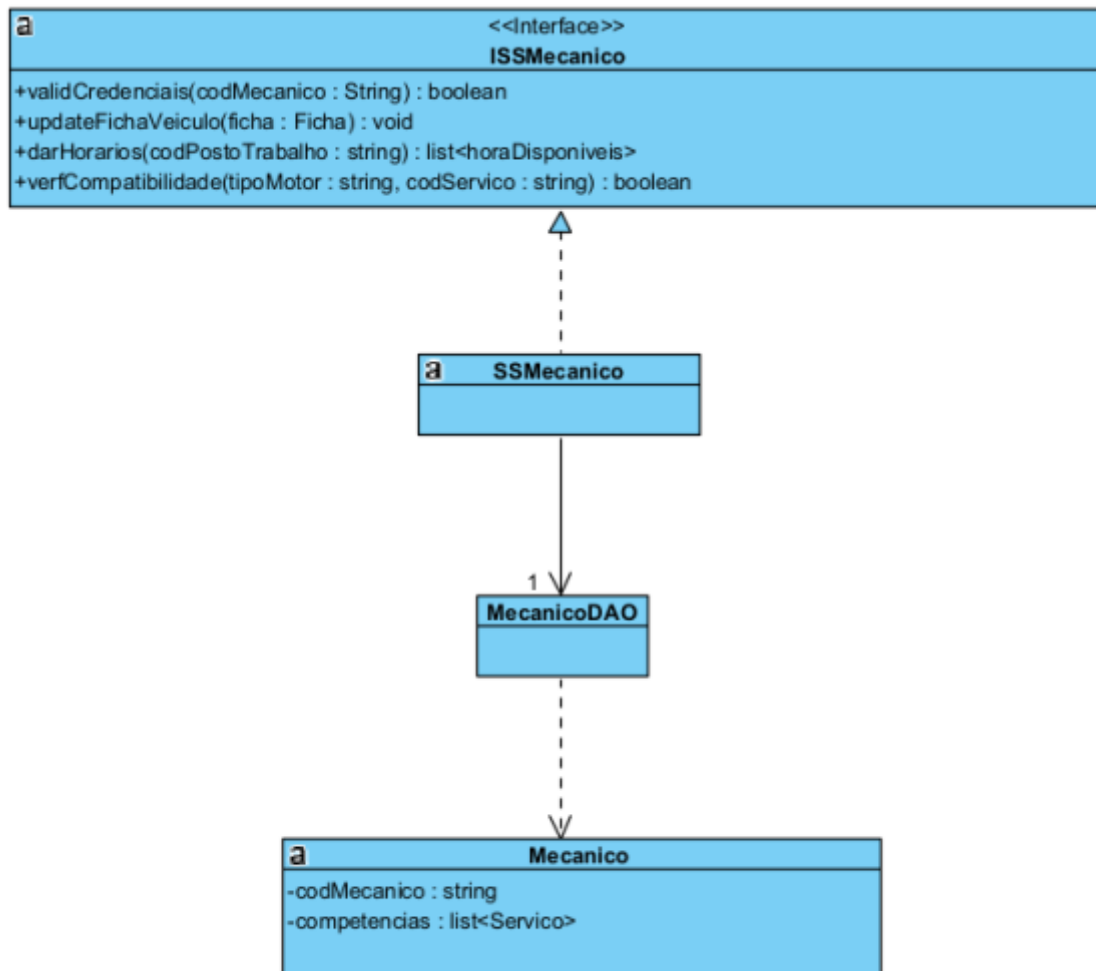 a
<<Interface>>
ISSMecanico
+validCredenciais(codMecanico : String) : boolean
+updateFichaVeiculo(ficha : Ficha) : void
+darHorarios(codPostoTrabalho : string) : list<horaDisponiveis>
+verfCompatibilidade(tipoMotor : string, codServico : string) : boolean
a SSMecanico
1
MecanicoDAO
a Mecanico
-codMecanico : string
-competencias : list<Servico>